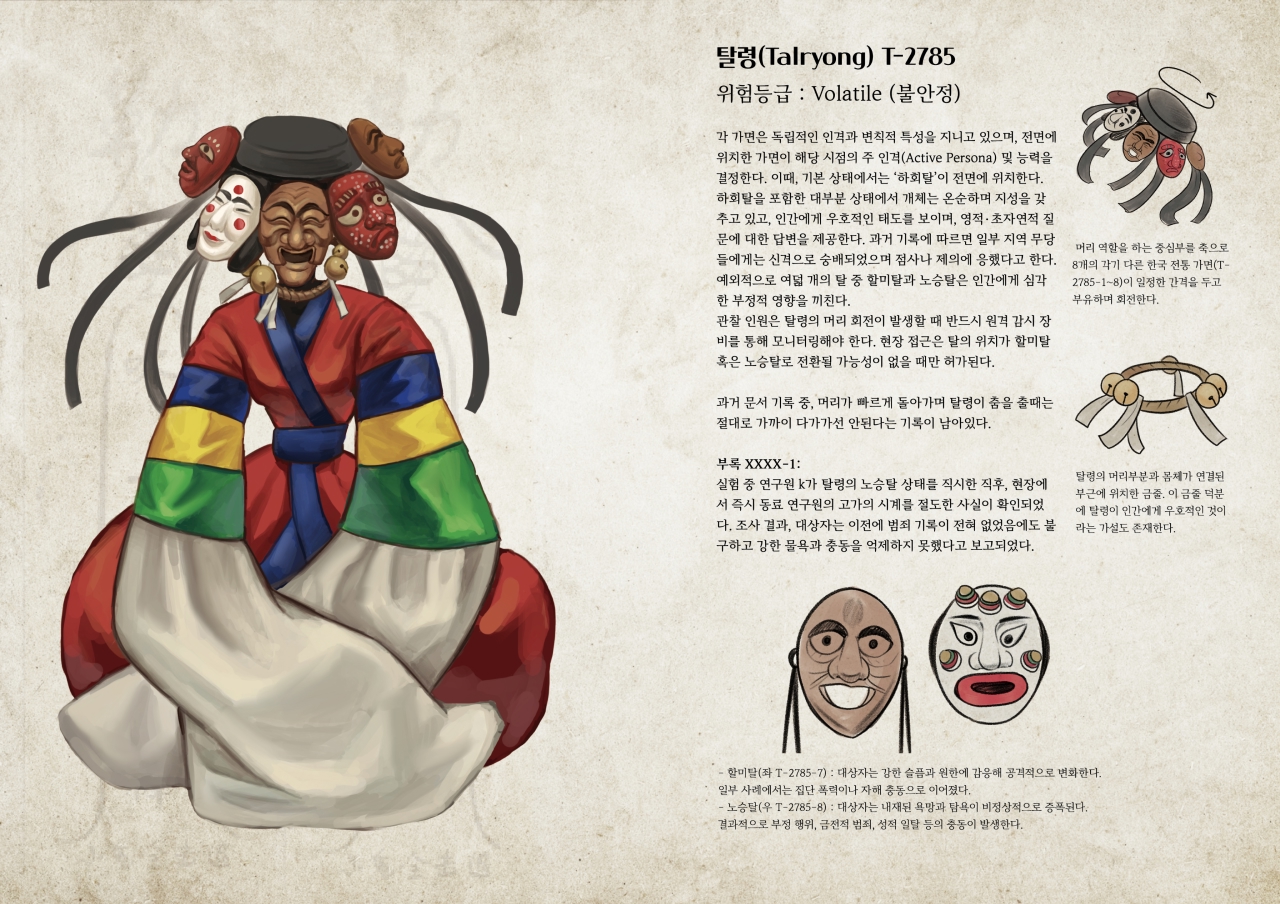 탈령(Talryong) T-2785
위험등급 : Volatile (불안정)
각 가면은 독립적인 인격과 변칙적 특성을 지니고 있으며, 전면에
위치한 가면이 해당 시점의 주 인격(Active Persona) 및 능력을
결정한다. 이때, 기본 상태에서는 ‘하회탈’이 전면에 위치한다.
하회탈을 포함한 대부분 상태에서 개체는 온순하며 지성을 갖
추고 있고, 인간에게 우호적인 태도를 보이며, 영적·초자연적 질
문에 대한 답변을 제공한다. 과거 기록에 따르면 일부 지역 무당
들에게는 신격으로 숭배되었으며 점사나 제의에 응했다고 한다.
예외적으로 여덟 개의 탈 중 할미탈과 노승탈은 인간에게 심각
한 부정적 영향을 끼친다.
관찰 인원은 탈령의 머리 회전이 발생할 때 반드시 원격 감시 장
비를 통해 모니터링해야 한다. 현장 접근은 탈의 위치가 할미탈
혹은 노승탈로 전환될 가능성이 없을 때만 허가된다.
과거 문서 기록 중, 머리가 빠르게 돌아가며 탈령이 춤을 출때는
절대로 가까이 다가가선 안된다는 기록이 남아있다.
부록 XXXX-1:
실험 중 연구원 k가 탈령의 노승탈 상태를 직시한 직후, 현장에
서 즉시 동료 연구원의 고가의 시계를 절도한 사실이 확인되었
다. 조사 결과, 대상자는 이전에 범죄 기록이 전혀 없었음에도 불
구하고 강한 물욕과 충동을 억제하지 못했다고 보고되었다.
머리 역할을 하는 중심부를 축으로
8개의 각기 다른 한국 전통 가면(T-
2785-1~8)이 일정한 간격을 두고
부유하며 회전한다.
탈령의 머리부분과 몸체가 연결된
부근에 위치한 금줄. 이 금줄 덕분
에 탈령이 인간에게 우호적인 것이
라는 가설도 존재한다.
- 할미탈(좌 T-2785-7) : 대상자는 강한 슬픔과 원한에 감응해 공격적으로 변화한다.
일부 사례에서는 집단 폭력이나 자해 충동으로 이어졌다.
- 노승탈(우 T-2785-8) : 대상자는 내재된 욕망과 탐욕이 비정상적으로 증폭된다.
결과적으로 부정 행위, 금전적 범죄, 성적 일탈 등의 충동이 발생한다.